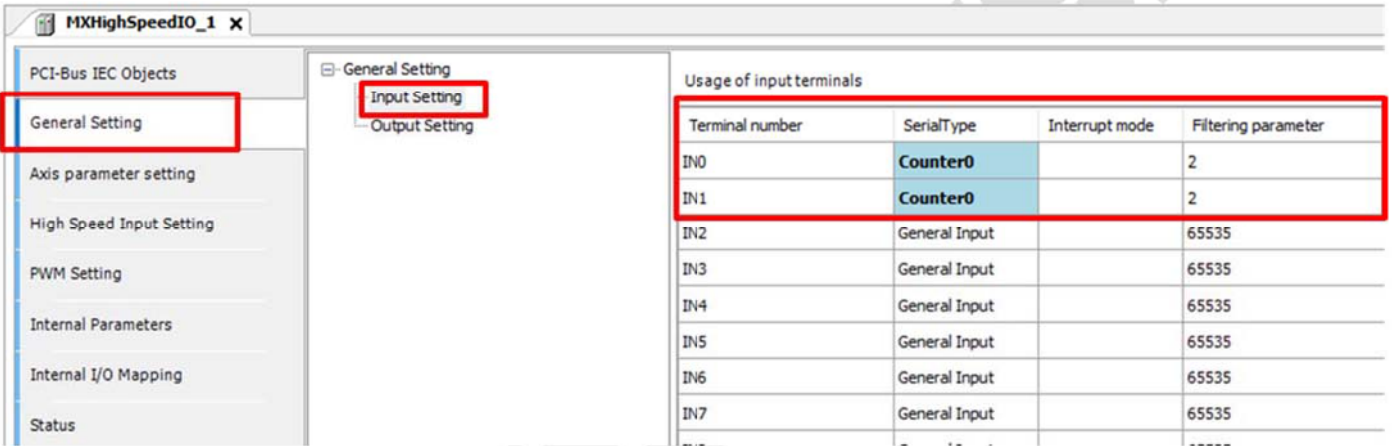 MXHighSpeedIO_1 x
PCI-Bus IEC Objects
General Setting
Axis parameter setting
High Speed Input Setting
PWM Setting
Internal Parameters
Internal I/O Mapping
Status
General Setting
Input Setting
Output Setting
Usage of input terminals
Terminal number SerialType Interrupt mode Filtering parameter
IN0 Counter0 2
IN1 Counter0 2
IN2 General Input 65535
IN3 General Input 65535
IN4 General Input 65535
IN5 General Input 65535
IN6 General Input 65535
IN7 General Input 65535